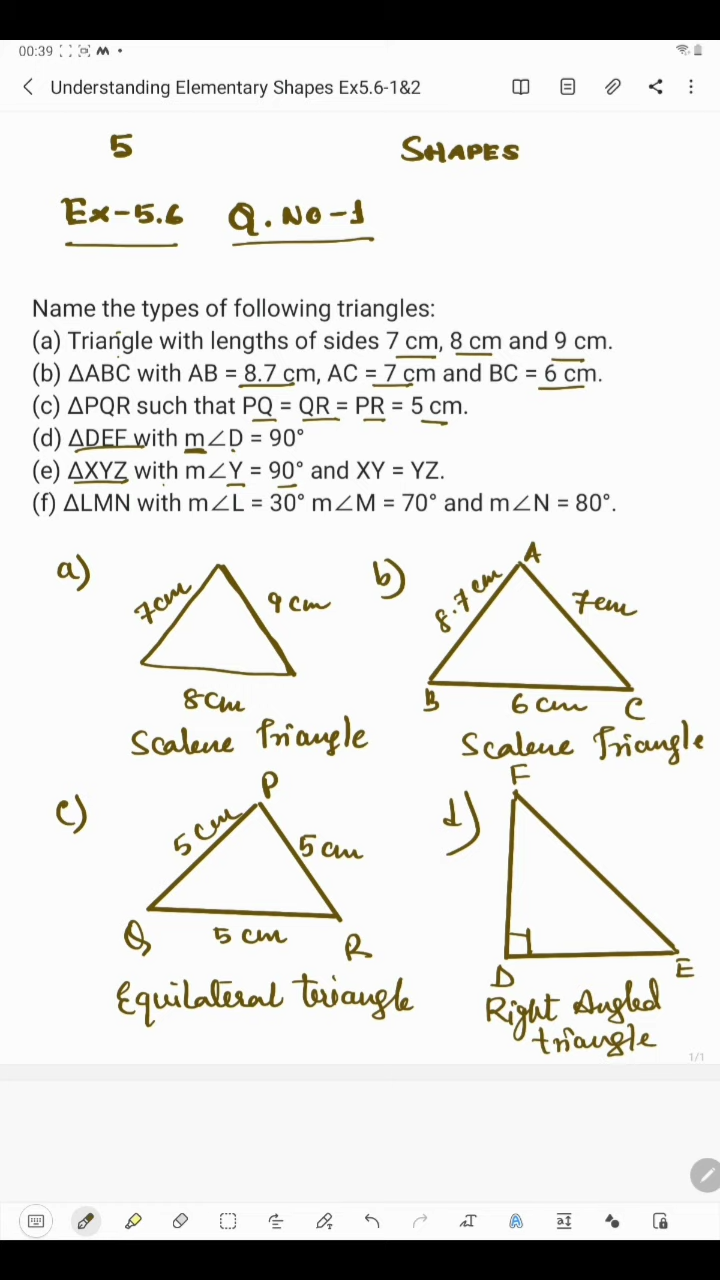 00:39
Understanding Elementary Shapes Ex5.6-1&2
5 SHAPES
Ex-5.6 Q.NO-1
Name the types of following triangles:
(a) Triangle with lengths of sides 7 cm, 8 cm and 9 cm.
(b) ΔABC with AB = 8.7 cm, AC = 7 cm and BC = 6 cm.
(c) ΔPQR such that PQ = QR = PR = 5 cm.
(d) ΔDEF with m∠D = 90°
(e) ΔXYZ with m∠Y = 90° and XY = YZ.
(f) ΔLMN with m∠L = 30° m∠M = 70° and m∠N = 80°.
a) 7cm 9 cm
8cm
Scalene Triangle
b) A
8.7 cm 7cm
B 6 cm C
Scalene Triangle
c) P
5 cm 5 cm
Q 5 cm R
Equilateral triangle
d) F
D E
Right Angled
triangle
1/1